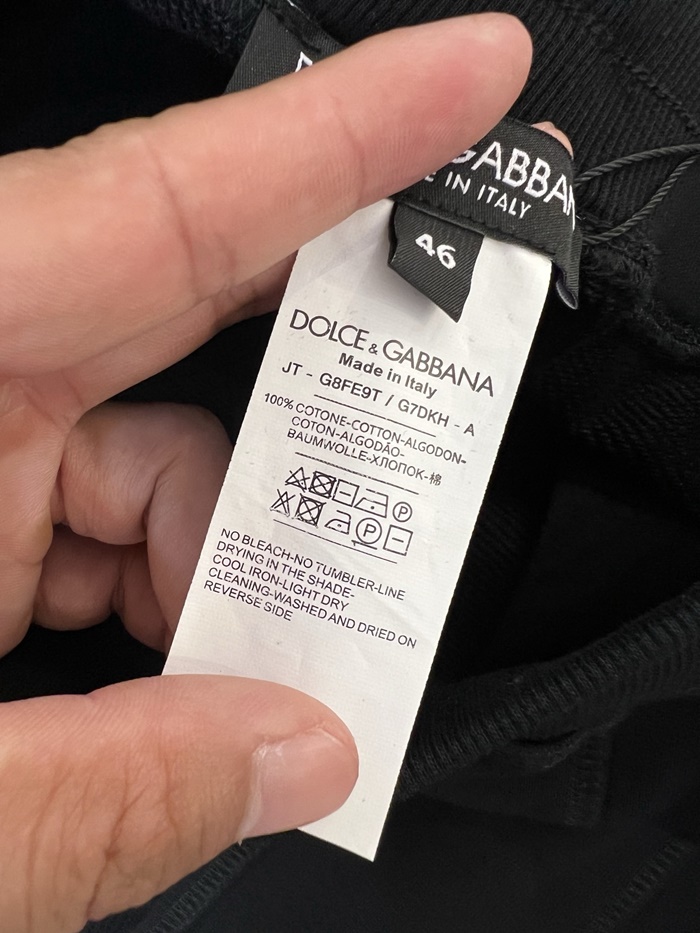 GABBAN
IN ITALY
46
DOLCE & GABBANA
Made in Italy
JT - G8FE9T / G7DKH - A
100% COTONE-COTTON-ALGODON-
COTON-ALGODÃO-
BAUMWOLLE-ХЛОПОК-棉
P
P
NO BLEACH-NO TUMBLER-LINE
DRYING IN THE SHADE-
COOL IRON-LIGHT DRY
CLEANING-WASHED AND DRIED ON
REVERSE SIDE